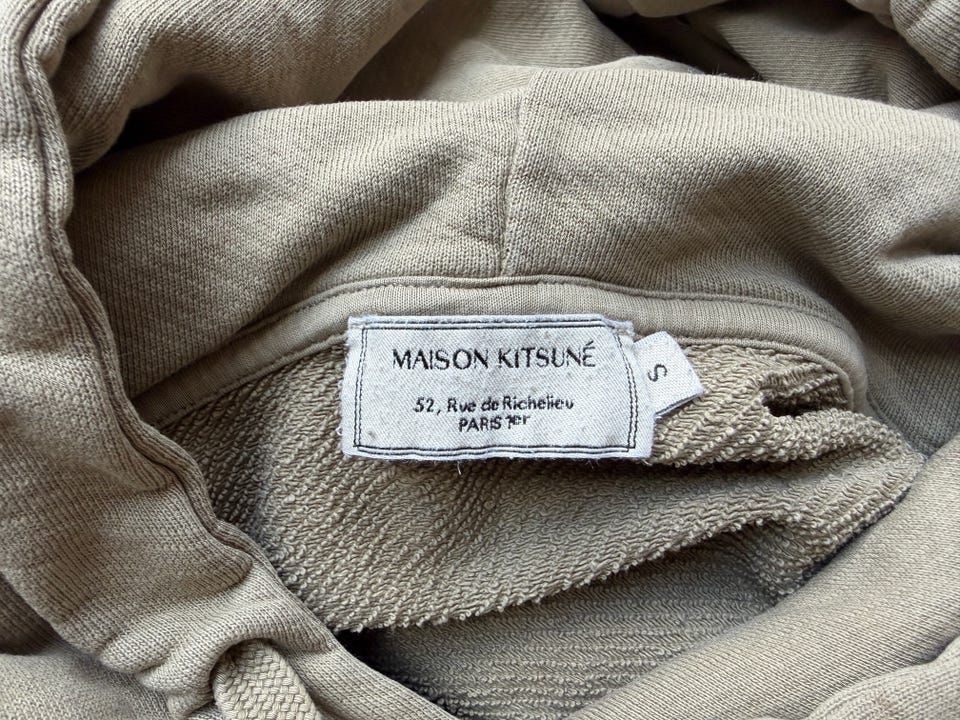 MAISON KITSUNÉ
S
52, Rue de Richelieu
PARIS 1er